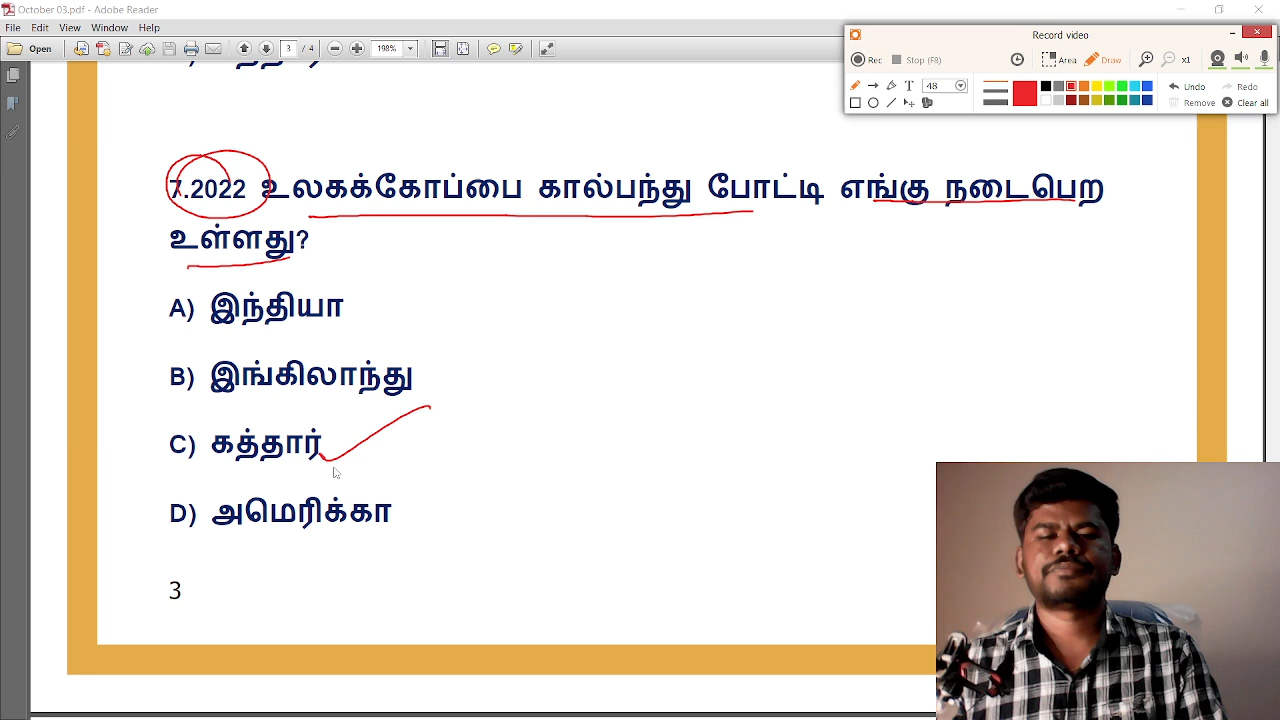 October 03.pdf - Adobe Reader
File Edit View Window Help
Open 3 / 4 198%
Record video
Rec Stop (F8) Area Draw x1
T 48 Undo Redo
Remove Clear all
7.2022 உலகக்கோப்பை கால்பந்து போட்டி எங்கு நடைபெற
உள்ளது?
A) இந்தியா
B) இங்கிலாந்து
C) கத்தார்
D) அமெரிக்கா
3